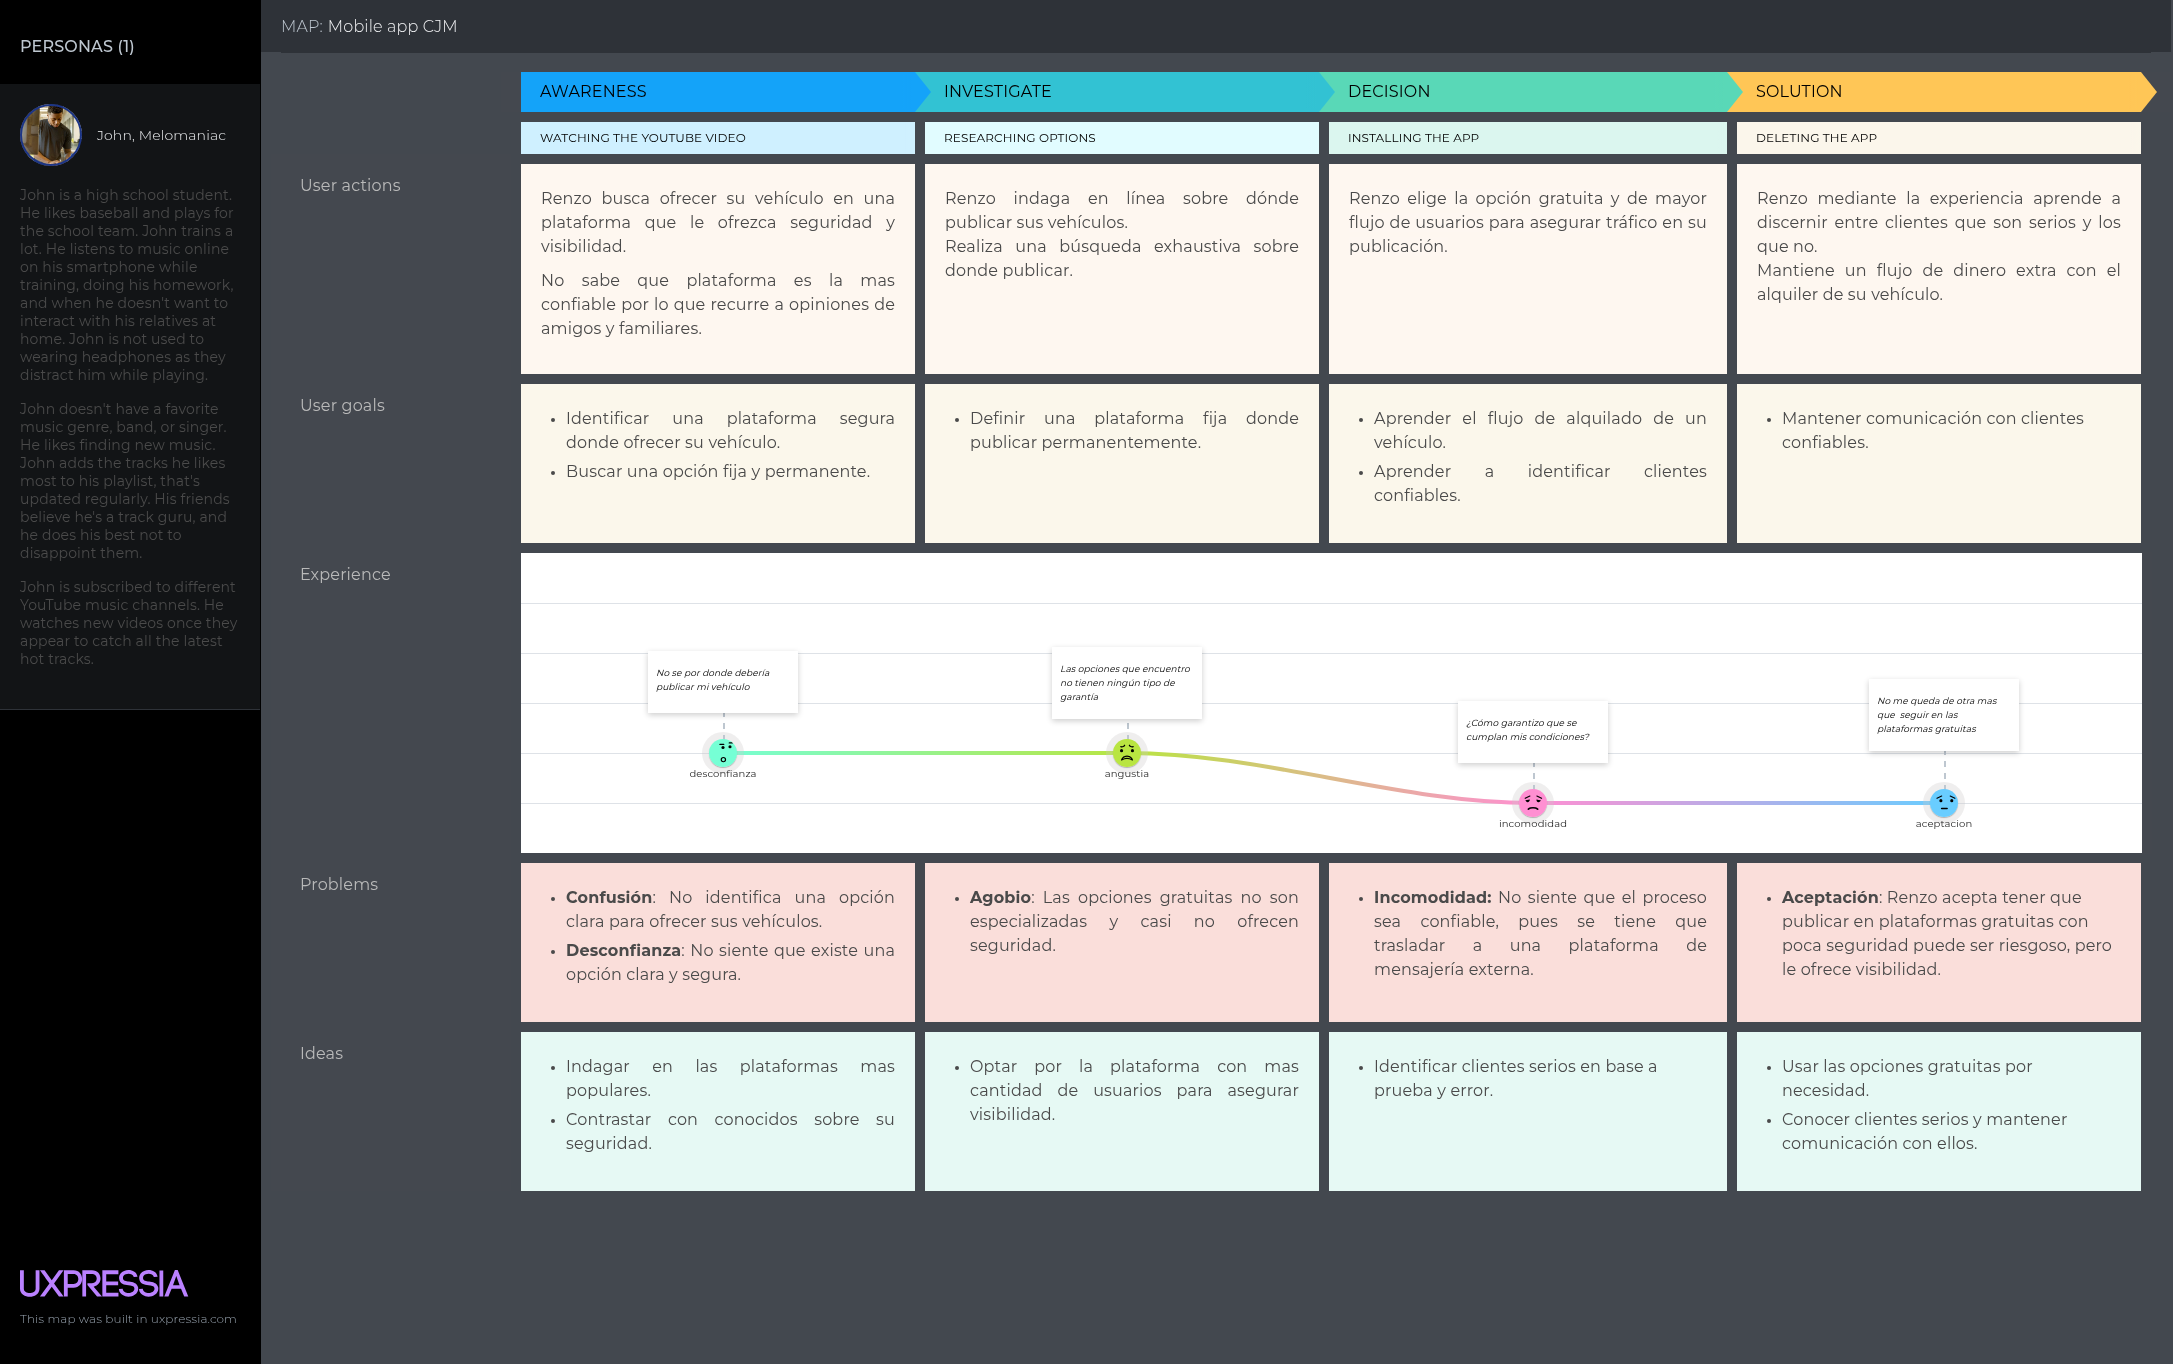 PERSONAS (1)
John, Melomaniac
John is a high school student.
He likes baseball and plays for
the school team. John trains a
lot. He listens to music online
on his smartphone while
training, doing his homework,
and when he doesn't want to
interact with his relatives at
home. John is not used to
wearing headphones as they
distract him while playing.
John doesn't have a favorite
music genre, band, or singer.
He likes finding new music.
John adds the tracks he likes
most to his playlist, that's
updated regularly. His friends
believe he's a track guru, and
he does his best not to
disappoint them.
John is subscribed to different
YouTube music channels. He
watches new videos once they
appear to catch all the latest
hot tracks.
UXPRESSIA
This map was built in uxpressia.com
MAP: Mobile app CJM
AWARENESS
INVESTIGATE
DECISION
SOLUTION
WATCHING THE YOUTUBE VIDEO
RESEARCHING OPTIONS
INSTALLING THE APP
DELETING THE APP
User actions
Renzo busca ofrecer su vehículo en una
plataforma que le ofrezca seguridad y
visibilidad.
No sabe que plataforma es la mas
confiable por lo que recurre a opiniones de
amigos y familiares.
Renzo indaga en línea sobre dónde
publicar sus vehículos.
Realiza una búsqueda exhaustiva sobre
donde publicar.
Renzo elige la opción gratuita y de mayor
flujo de usuarios para asegurar tráfico en su
publicación.
Renzo mediante la experiencia aprende a
discernir entre clientes que son serios y los
que no.
Mantiene un flujo de dinero extra con el
alquiler de su vehículo.
User goals
• Identificar una plataforma segura
donde ofrecer su vehículo.
• Buscar una opción fija y permanente.
• Definir una plataforma fija donde
publicar permanentemente.
• Aprender el flujo de alquilado de un
vehículo.
• Aprender a identificar clientes
confiables.
• Mantener comunicación con clientes
confiables.
Experience
No se por donde debería
publicar mi vehículo
desconfianza
Las opciones que encuentro
no tienen ningún tipo de
garantía
angustia
¿Cómo garantizo que se
cumplan mis condiciones?
incomodidad
No me queda de otra mas
que seguir en las
plataformas gratuitas
aceptacion
Problems
• Confusión: No identifica una opción
clara para ofrecer sus vehículos.
• Desconfianza: No siente que existe una
opción clara y segura.
• Agobio: Las opciones gratuitas no son
especializadas y casi no ofrecen
seguridad.
• Incomodidad: No siente que el proceso
sea confiable, pues se tiene que
trasladar a una plataforma de
mensajería externa.
• Aceptación: Renzo acepta tener que
publicar en plataformas gratuitas con
poca seguridad puede ser riesgoso, pero
le ofrece visibilidad.
Ideas
• Indagar en las plataformas mas
populares.
• Contrastar con conocidos sobre su
seguridad.
• Optar por la plataforma con mas
cantidad de usuarios para asegurar
visibilidad.
• Identificar clientes serios en base a
prueba y error.
• Usar las opciones gratuitas por
necesidad.
• Conocer clientes serios y mantener
comunicación con ellos.